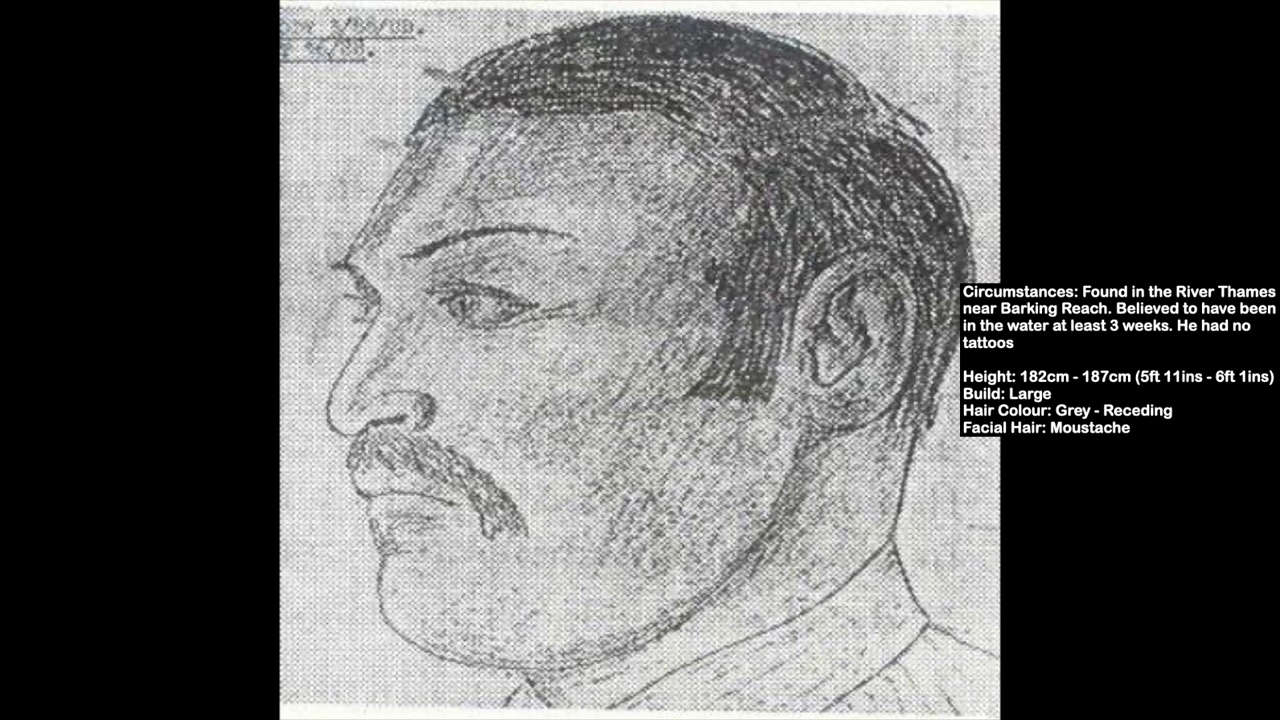 Circumstances: Found in the River Thames
near Barking Reach. Believed to have been
in the water at least 3 weeks. He had no
tattoos
Height: 182cm - 187cm (5ft 11ins - 6ft 1ins)
Build: Large
Hair Colour: Grey - Receding
Facial Hair: Moustache